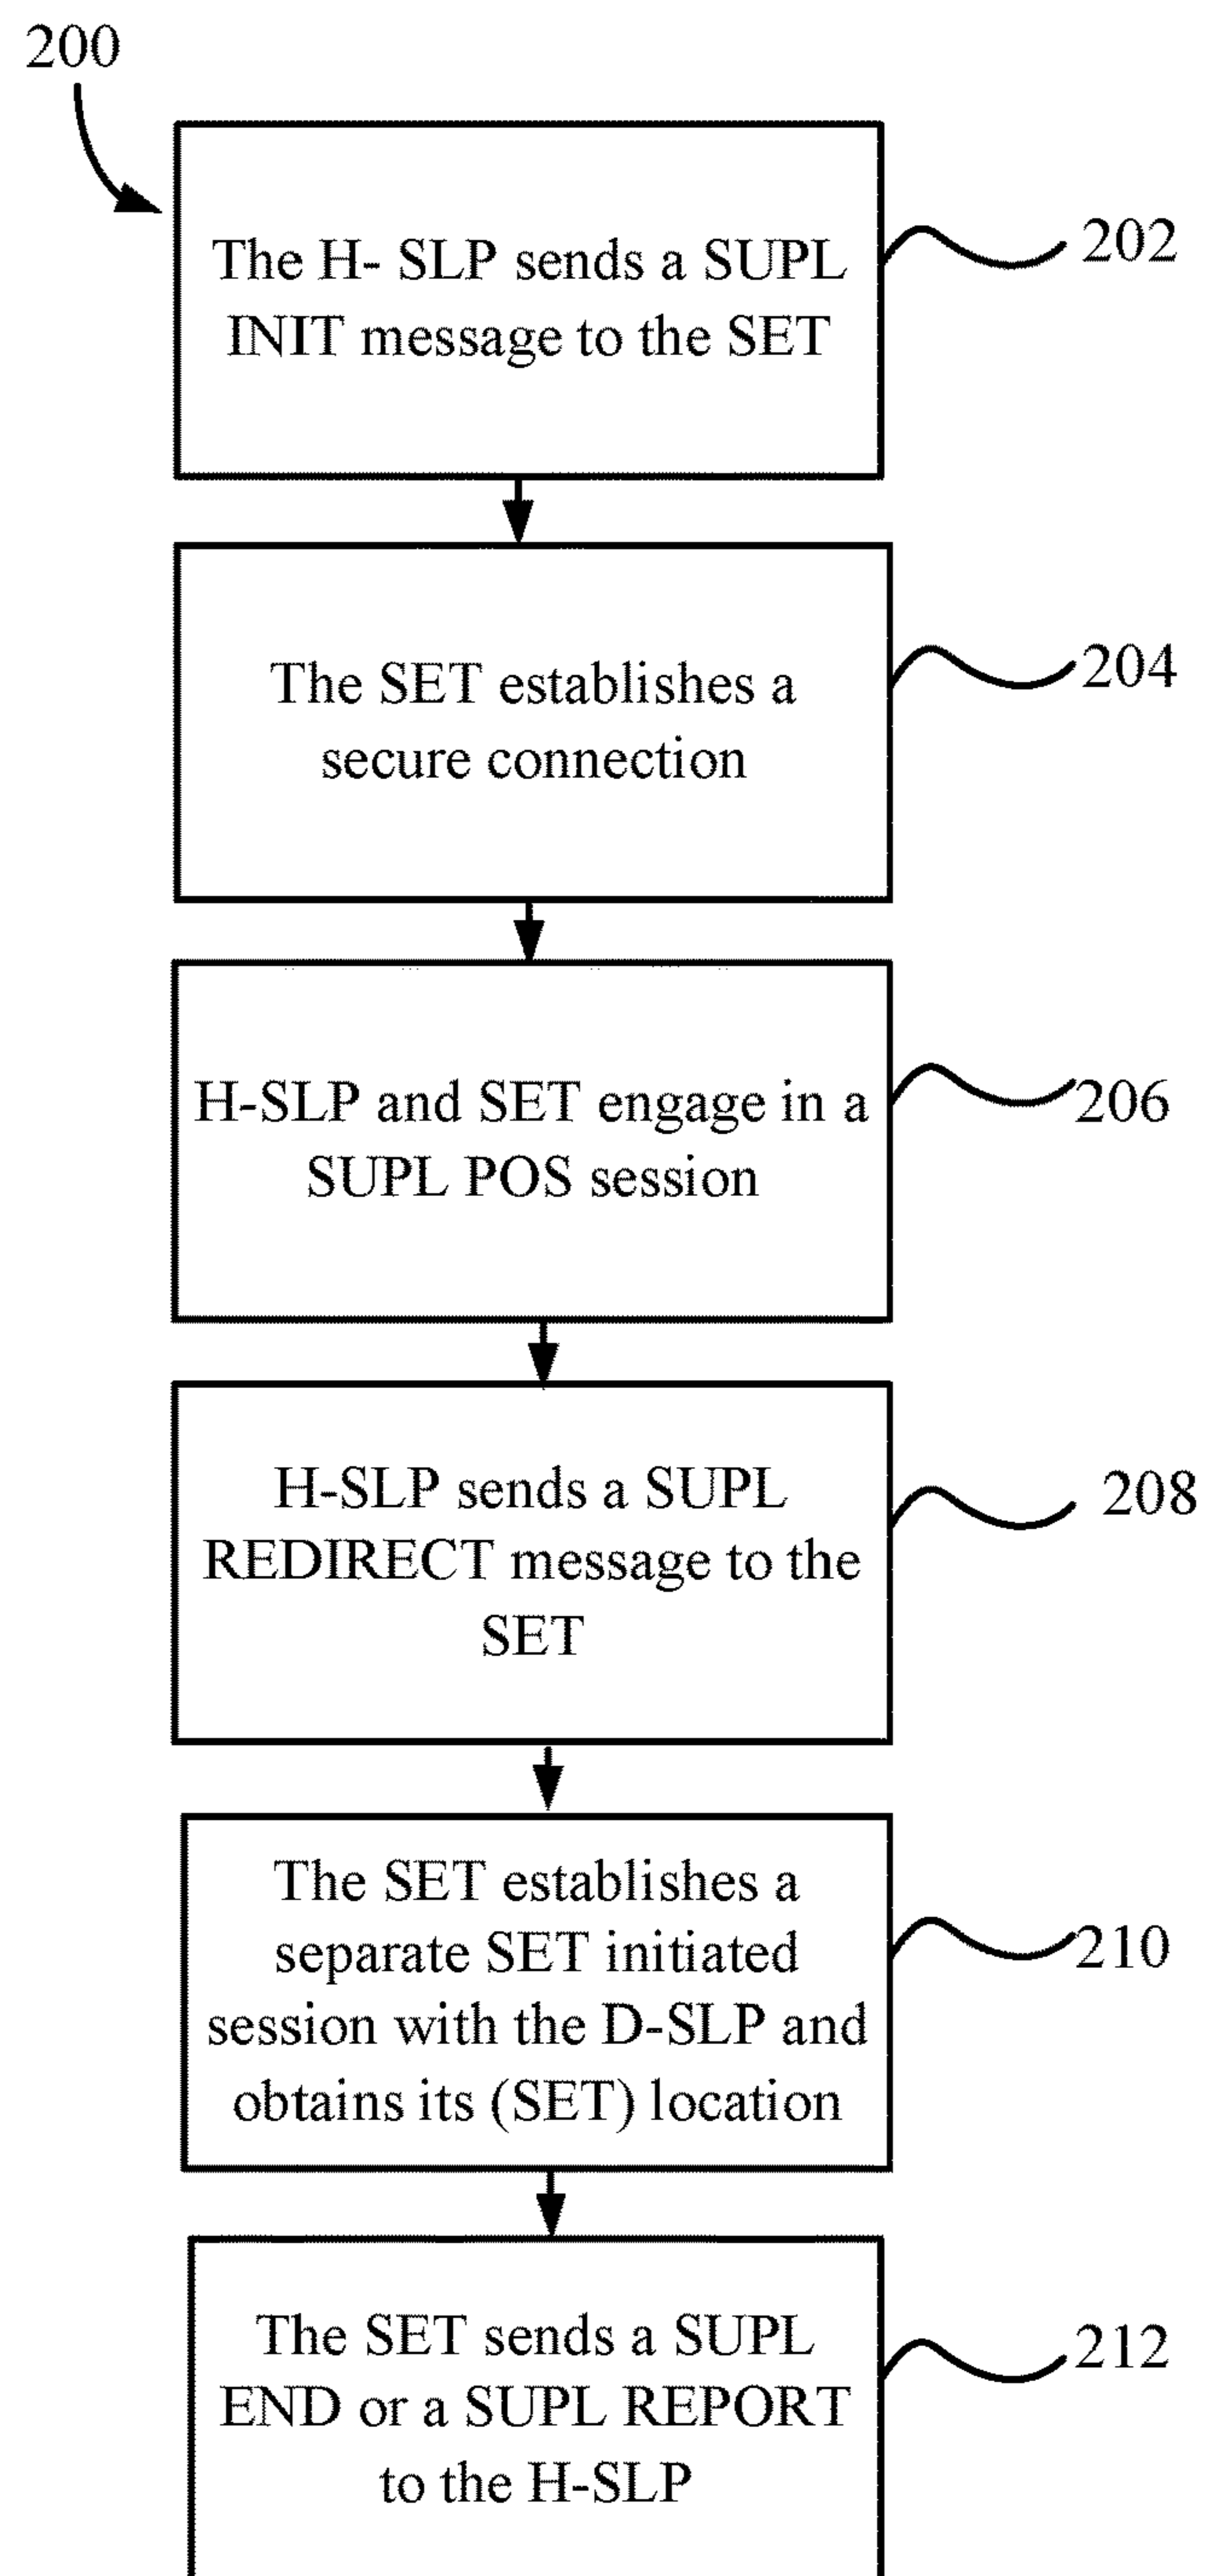 200
The H- SLP sends a SUPL
INIT message to the SET
202
The SET establishes a
secure connection
204
H-SLP and SET engage in a
SUPL POS session
206
H-SLP sends a SUPL
REDIRECT message to the
SET
208
The SET establishes a
separate SET initiated
session with the D-SLP and
obtains its (SET) location
210
The SET sends a SUPL
END or a SUPL REPORT
to the H-SLP
212